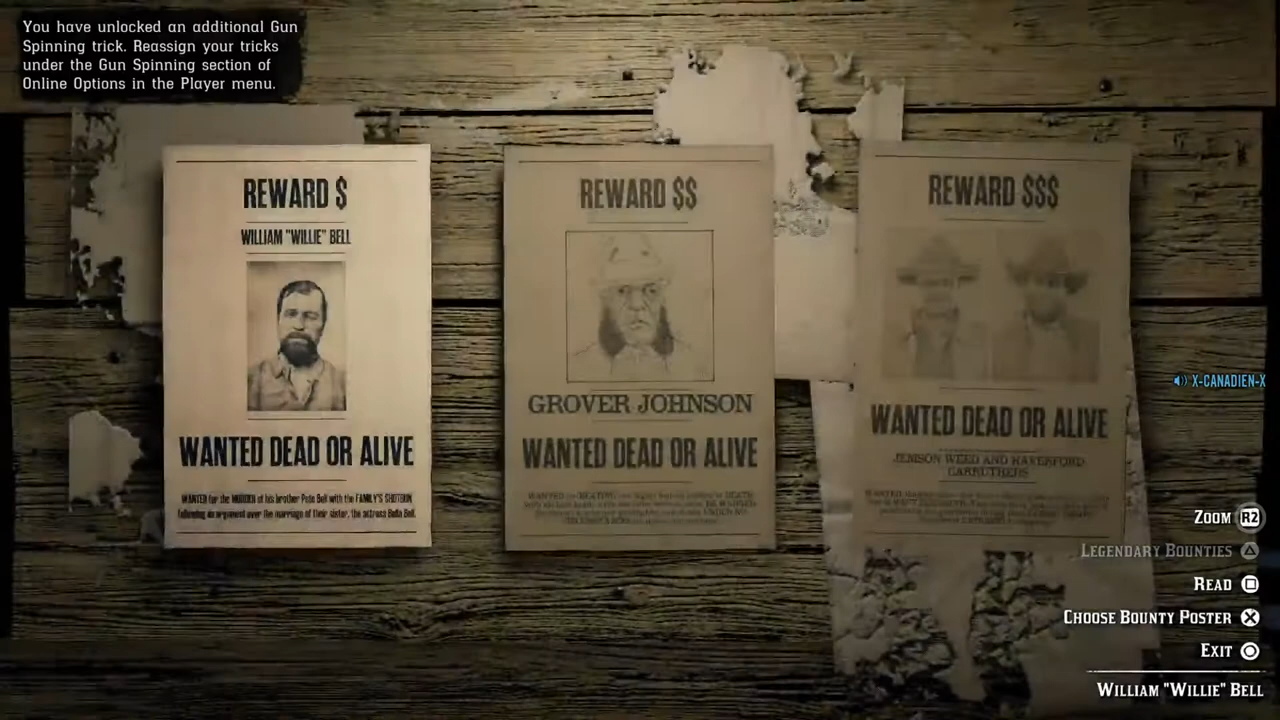 You have unlocked an additional Gun
Spinning trick. Reassign your tricks
under the Gun Spinning section of
Online Options in the Player menu.
REWARD $
WILLIAM "WILLIE" BELL
WANTED DEAD OR ALIVE
WANTED for the MURDER of his brother Pete Bell with the FAMILY'S SHOTGUN
following an argument over the marriage of their sister, the actress Bella Bell.
REWARD $$
GROVER JOHNSON
WANTED DEAD OR ALIVE
REWARD $$$
WANTED DEAD OR ALIVE
JEMSON WEED AND HAVERFORD
CARRUTHERS
X-CANADIEN-X
ZOOM R2
LEGENDARY BOUNTIES
READ
CHOOSE BOUNTY POSTER
EXIT
WILLIAM "WILLIE" BELL